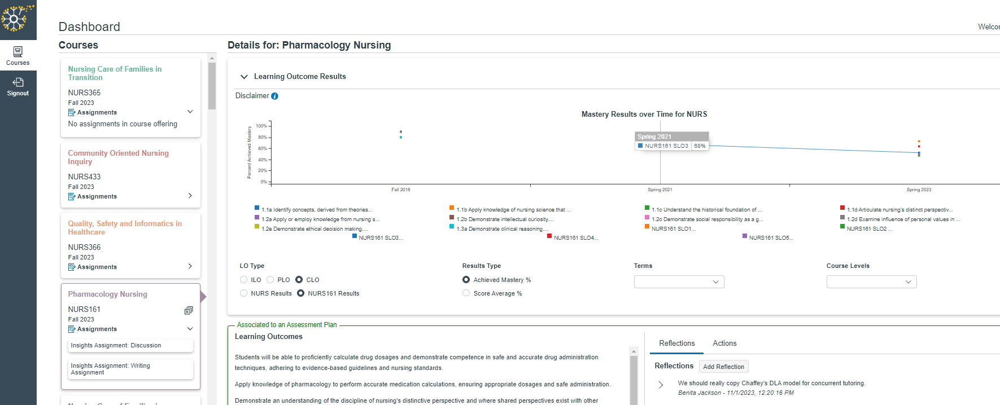 Dashboard
Welcor
Courses
Signout
Courses
Nursing Care of Families in
Transition
NURS365
Fall 2023
Assignments
No assignments in course offering
Community Oriented Nursing
Inquiry
NURS433
Fall 2023
Assignments
Quality, Safety and Informatics in
Healthcare
NURS366
Fall 2023
Assignments
Pharmacology Nursing
NURS161
Fall 2023
Assignments
Insights Assignment: Discussion
Insights Assignment: Writing
Assignment
Details for: Pharmacology Nursing
Learning Outcome Results
Disclaimer
Mastery Results over Time for NURS
Percent Achieved Mastery
100%
80%
60%
40%
20%
0%
Spring 2021
NURS161 SLO3 68%
Fall 2018 Spring 2021 Spring 2023
1.1a Identify concepts, derived from theories... 1.1b Apply knowledge of nursing science that ... 1.1c Understand the historical foundation of ... 1.1d Articulate nursing's distinct perspectiv...
1.2a Apply or employ knowledge from nursing s... 1.2b Demonstrate intellectual curiosity.... 1.2c Demonstrate social responsibility as a g... 1.2d Examine influence of personal values in ...
1.2e Demonstrate ethical decision making.... 1.3a Demonstrate clinical reasoning.... NURS161 SLO1... NURS161 SLO2 ...
NURS161 SLO3... NURS161 SLO4... NURS161 SLO5...
LO Type
ILO PLO CLO
NURS Results NURS161 Results
Results Type
Achieved Mastery %
Score Average %
Terms
Course Levels
Associated to an Assessment Plan
Learning Outcomes
Students will be able to proficiently calculate drug dosages and demonstrate competence in safe and accurate drug administration
techniques, adhering to evidence-based guidelines and nursing standards.
Apply knowledge of pharmacology to perform accurate medication calculations, ensuring appropriate dosages and safe administration.
Demonstrate an understanding of the discipline of nursing's distinctive perspective and where shared perspectives exist with other
Reflections Actions
Reflections Add Reflection
We should really copy Chaffey's DLA model for concurrent tutoring.
Benita Jackson - 11/1/2023, 12:20:16 PM